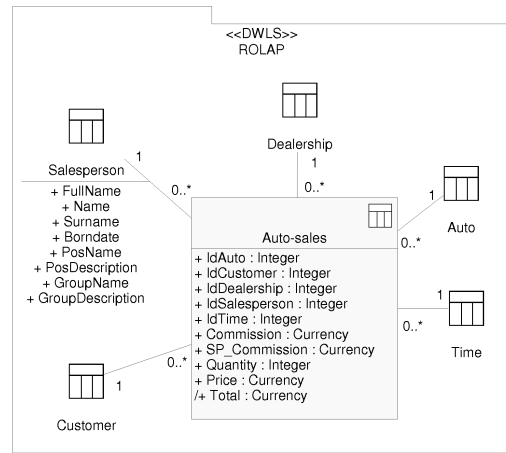 <<DWLS>>
ROLAP
Dealership
1
0..*
Salesperson
1
0..*
+ FullName
+ Name
+ Surname
+ Borndate
+ PosName
+ PosDescription
+ GroupName
+ GroupDescription
Auto
1
0..*
Auto-sales
+ IdAuto : Integer
+ IdCustomer : Integer
+ IdDealership : Integer
+ IdSalesperson : Integer
+ IdTime : Integer
+ Commission : Currency
+ SP_Commission : Currency
+ Quantity : Integer
+ Price : Currency
/+ Total : Currency
1
0..*
Time
0..*
1
Customer